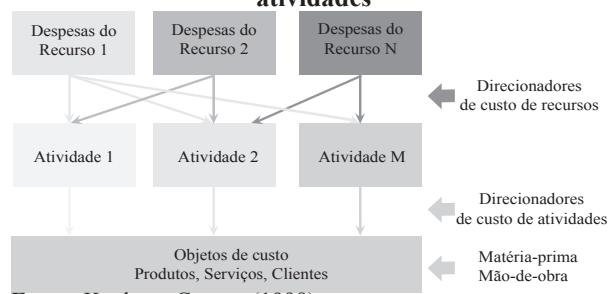 atividades
Despesas do
Recurso 1
Despesas do
Recurso 2
Despesas do
Recurso N
Direcionadores
de custo de recursos
Atividade 1
Atividade 2
Atividade M
Direcionadores
de custo de atividades
Objetos de custo
Produtos, Serviços, Clientes
Matéria-prima
Mão-de-obra